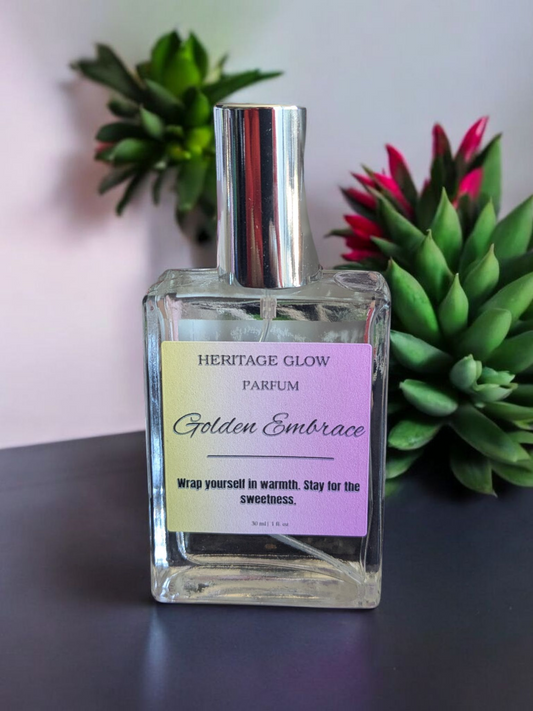 HERITAGE GLOW
PARFUM
Golden Embrace
Wrap yourself in warmth. Stay for the
sweetness.
30 ml | 1 fl. oz